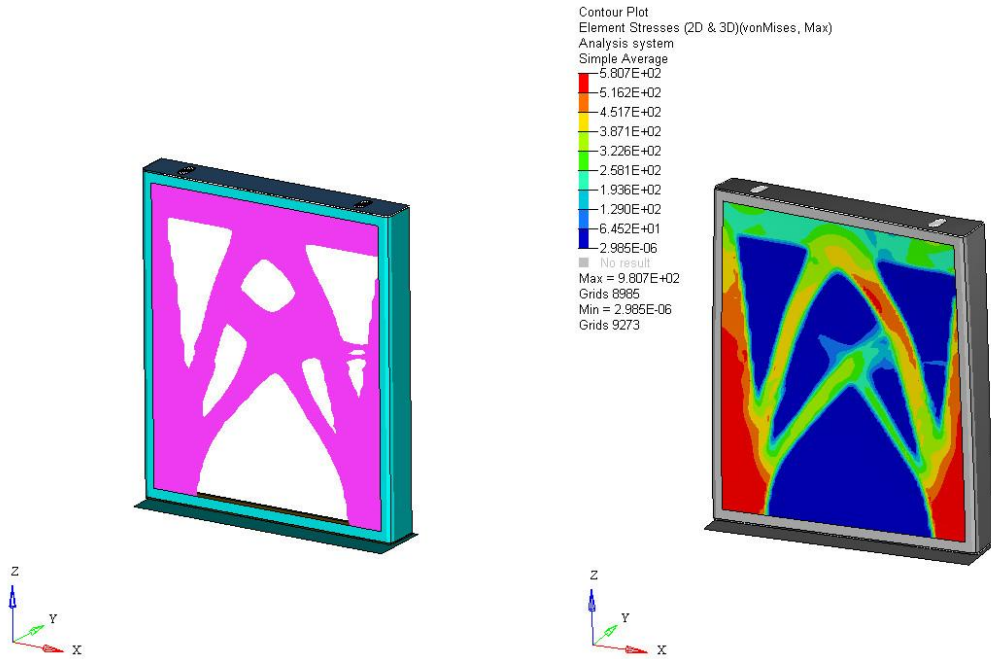 Contour Plot
Element Stresses (2D & 3D)(vonMises, Max)
Analysis system
Simple Average
5.807E+02
5.162E+02
4.517E+02
3.871E+02
3.226E+02
2.581E+02
1.936E+02
1.290E+02
6.452E+01
2.985E-06
No result
Max = 9.807E+02
Grids 8985
Min = 2.985E-06
Grids 9273
Z
Y
X
Z
Y
X